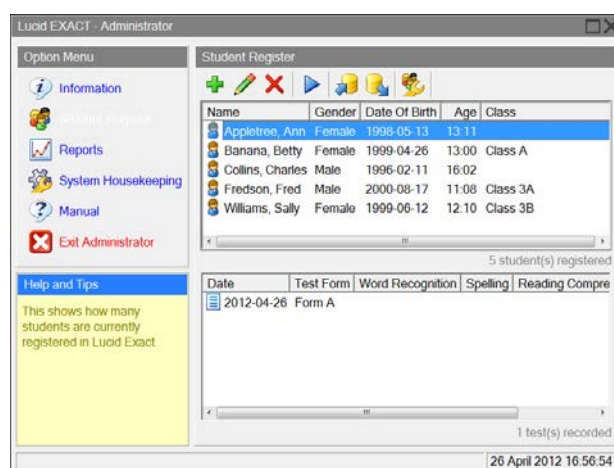 Lucid EXACT - Administrator
Option Menu
Information
Student Register
Reports
System Housekeeping
Manual
Exit Administrator
Help and Tips
This shows how many
students are currently
registered in Lucid Exact
Student Register
Name Gender Date Of Birth Age Class
Appletree, Ann Female 1998-05-13 13:11
Banana, Betty Female 1999-04-26 13:00 Class A
Collins, Charles Male 1996-02-11 16:02
Fredson, Fred Male 2000-08-17 11:08 Class 3A
Williams, Sally Female 1999-06-12 12:10 Class 3B
5 student(s) registered
Date Test Form Word Recognition Spelling Reading Compre
2012-04-26 Form A
1 test(s) recorded
26 April 2012 16:56:54